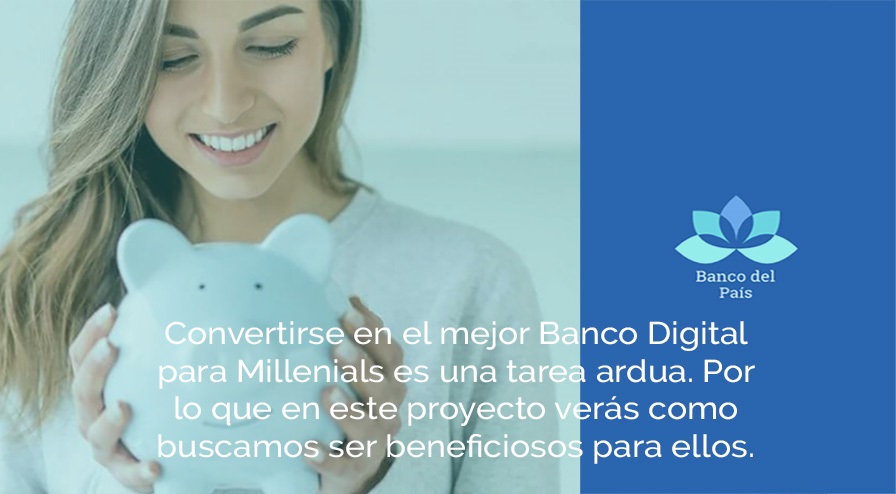 Banco del
País
Convertirse en el mejor Banco Digital
para Millenials es una tarea ardua. Por
lo que en este proyecto verás como
buscamos ser beneficiosos para ellos.